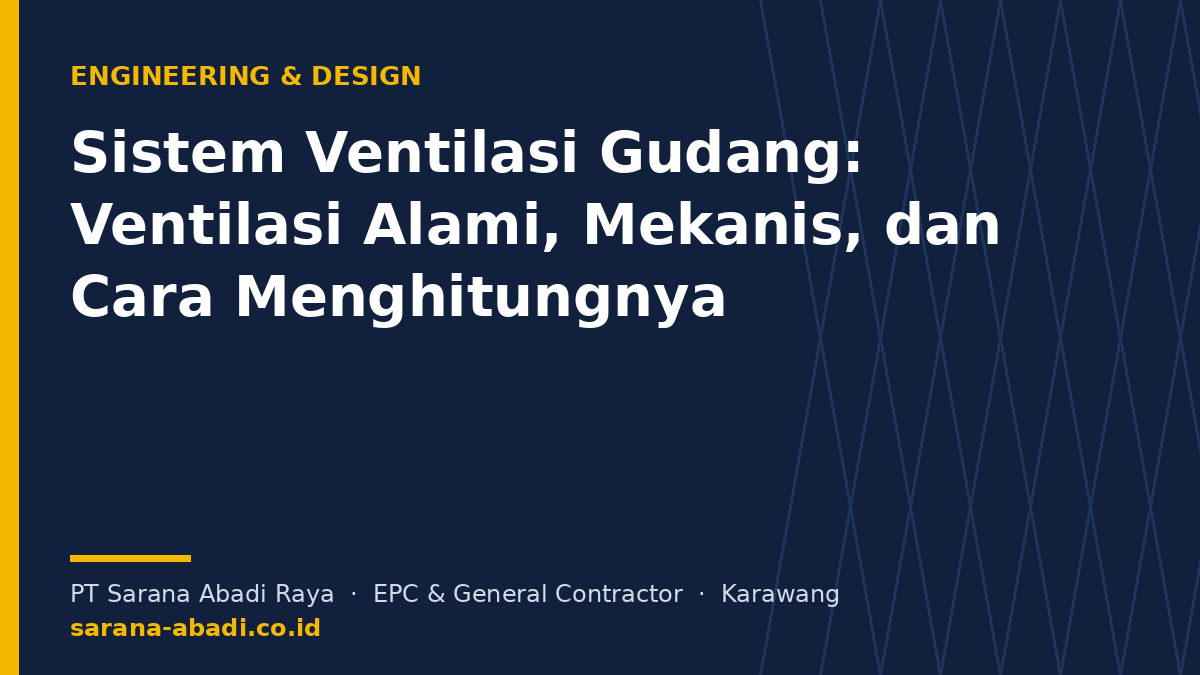 ENGINEERING & DESIGN
Sistem Ventilasi Gudang:
Ventilasi Alami, Mekanis, dan
Cara Menghitungnya
PT Sarana Abadi Raya · EPC & General Contractor · Karawang
sarana-abadi.co.id